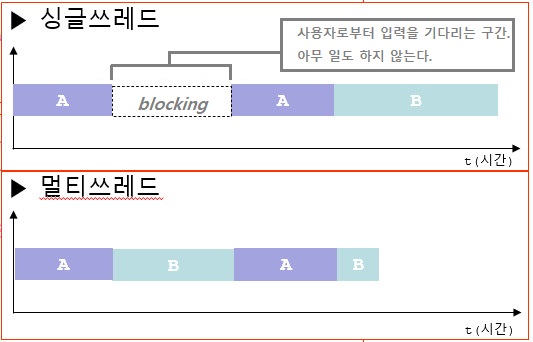 ▶ 싱글쓰레드
사용자로부터 입력을 기다리는 구간.
아무 일도 하지 않는다.
A blocking A B
t(시간)
▶ 멀티쓰레드
A B A B
t(시간)